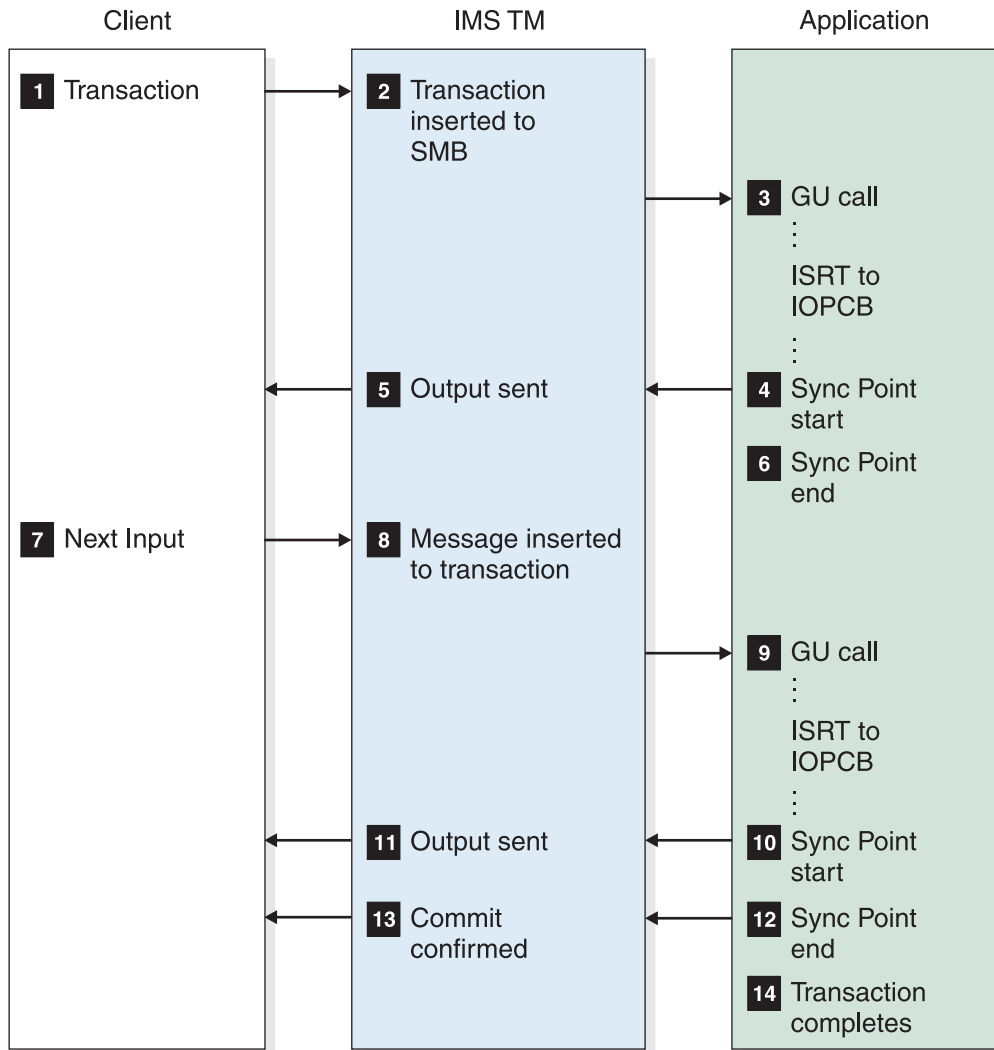 Client
IMS TM
Application
1 Transaction
2 Transaction
inserted to
SMB
3 GU call
ISRT to
IOPCB
4 Sync Point
start
5 Output sent
6 Sync Point
end
7 Next Input
8 Message inserted
to transaction
9 GU call
ISRT to
IOPCB
10 Sync Point
start
11 Output sent
12 Sync Point
end
13 Commit
confirmed
14 Transaction
completes